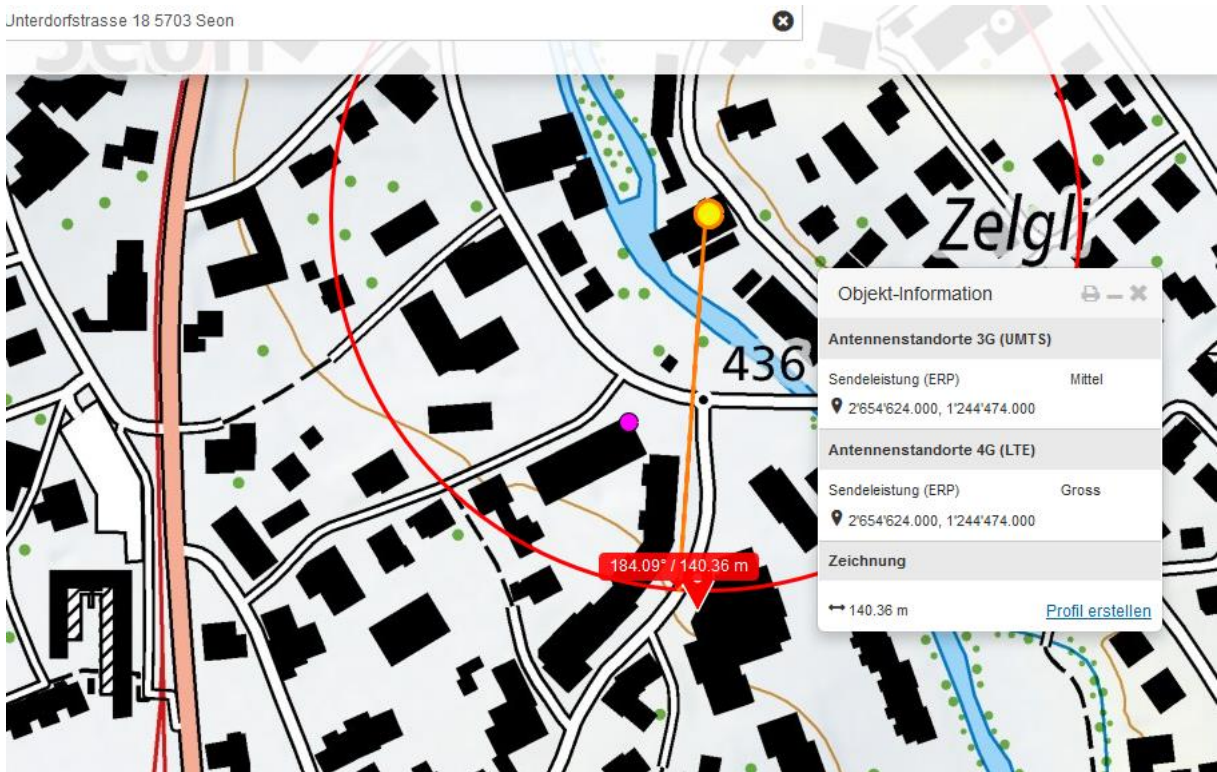 Unterdorfstrasse 18 5703 Seon
Seon
Zelgli
Objekt-Information
Antennenstandorte 3G (UMTS)
Sendeleistung (ERP) Mittel
2'654'624.000, 1'244'474.000
436
Antennenstandorte 4G (LTE)
Sendeleistung (ERP) Gross
2'654'624.000, 1'244'474.000
Zeichnung
184.09° / 140.36 m
140.36 m Profil erstellen